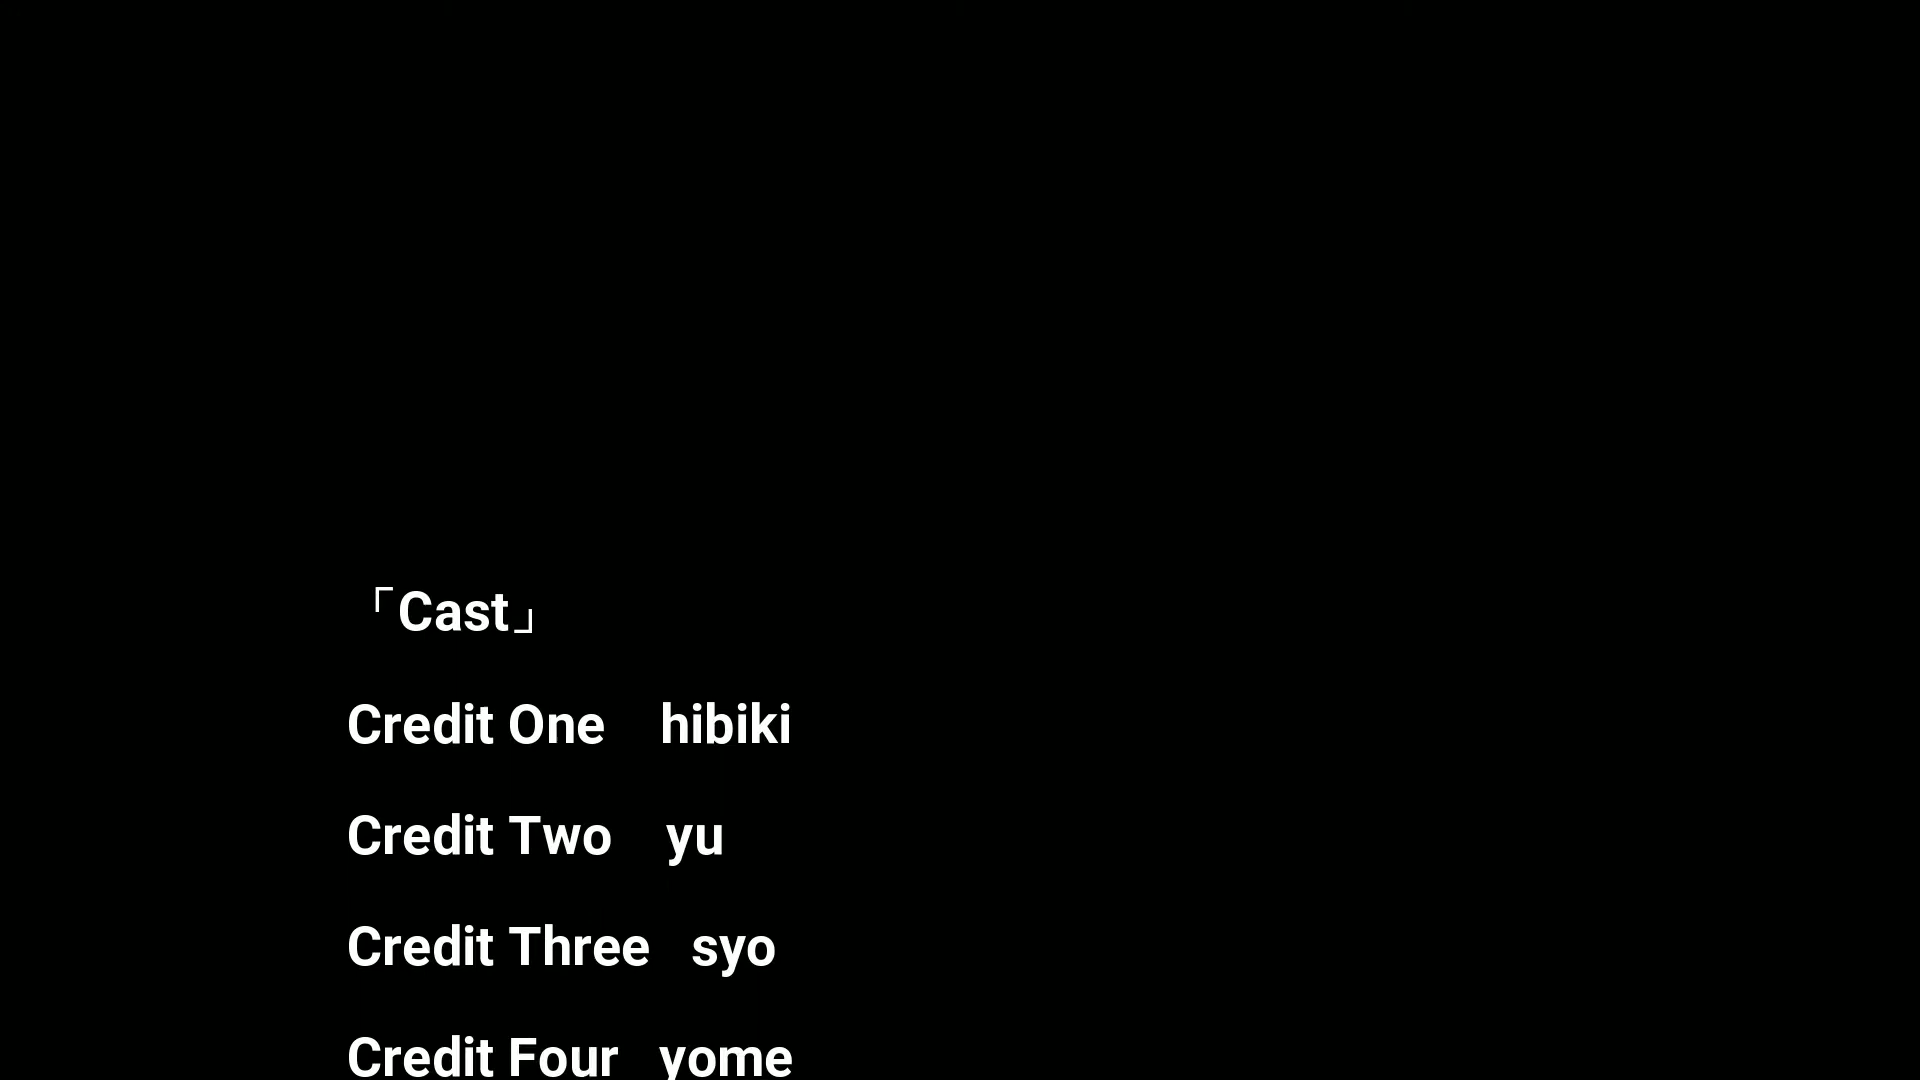 「Cast」
Credit One hibiki
Credit Two yu
Credit Three syo
Credit Four yome